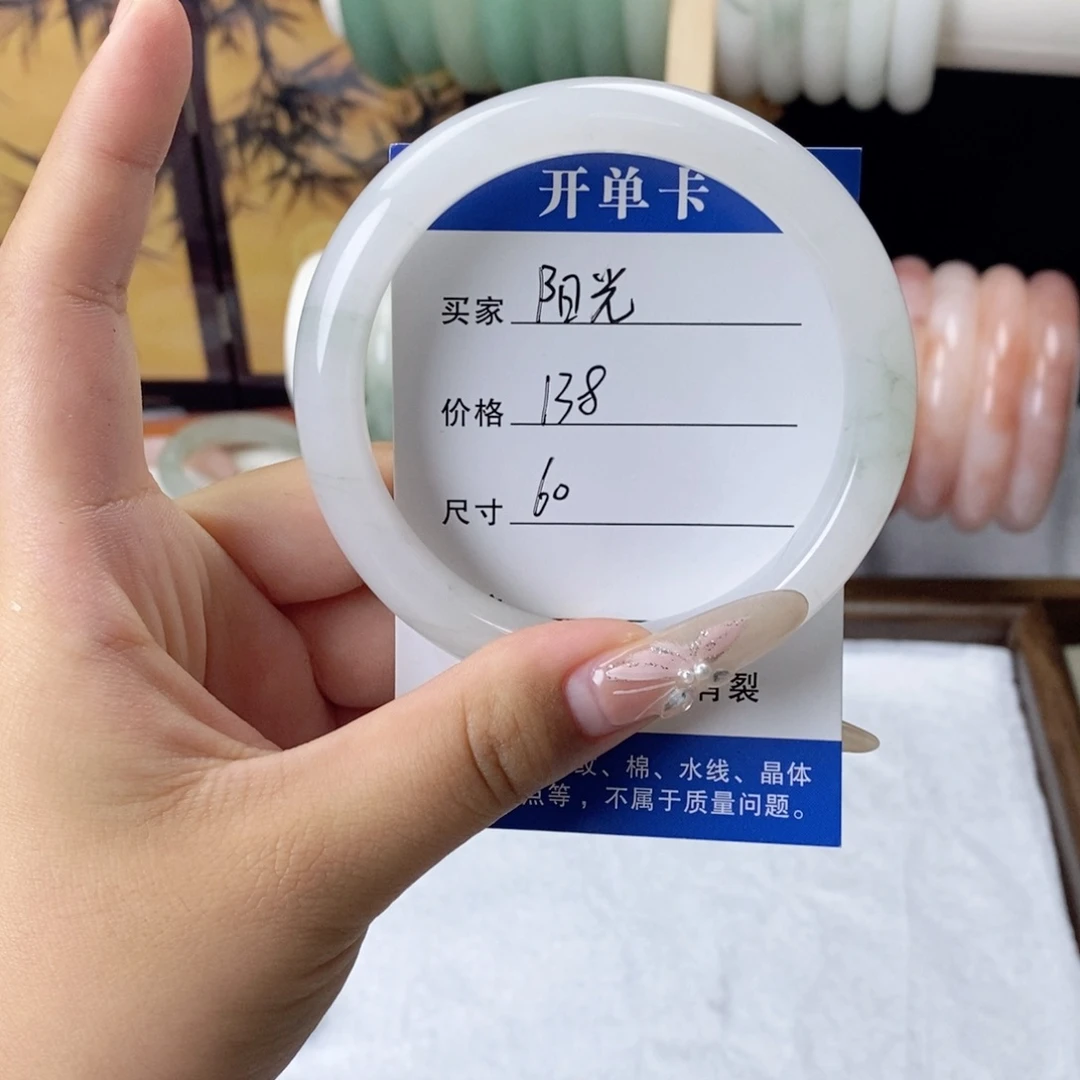 开单卡
买家 阳光
价格 138
尺寸 60
裂
、棉、水线、晶体
点等，不属于质量问题。